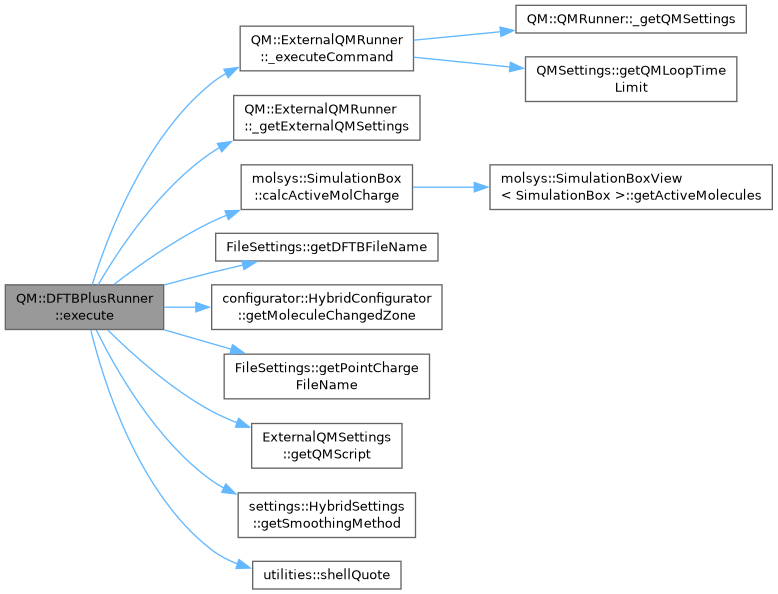 QM::DFTBPlusRunner
::execute
QM::ExternalQMRunner
::_executeCommand
QM::QMRunner::_getQMSettings
QMSettings::getQMLoopTime
Limit
QM::ExternalQMRunner
::_getExternalQMSettings
molsys::SimulationBox
::calcActiveMolCharge
molsys::SimulationBoxView
< SimulationBox >::getActiveMolecules
FileSettings::getDFTBFileName
configurator::HybridConfigurator
::getMoleculeChangedZone
FileSettings::getPointCharge
FileName
ExternalQMSettings
::getQMScript
settings::HybridSettings
::getSmoothingMethod
utilities::shellQuote